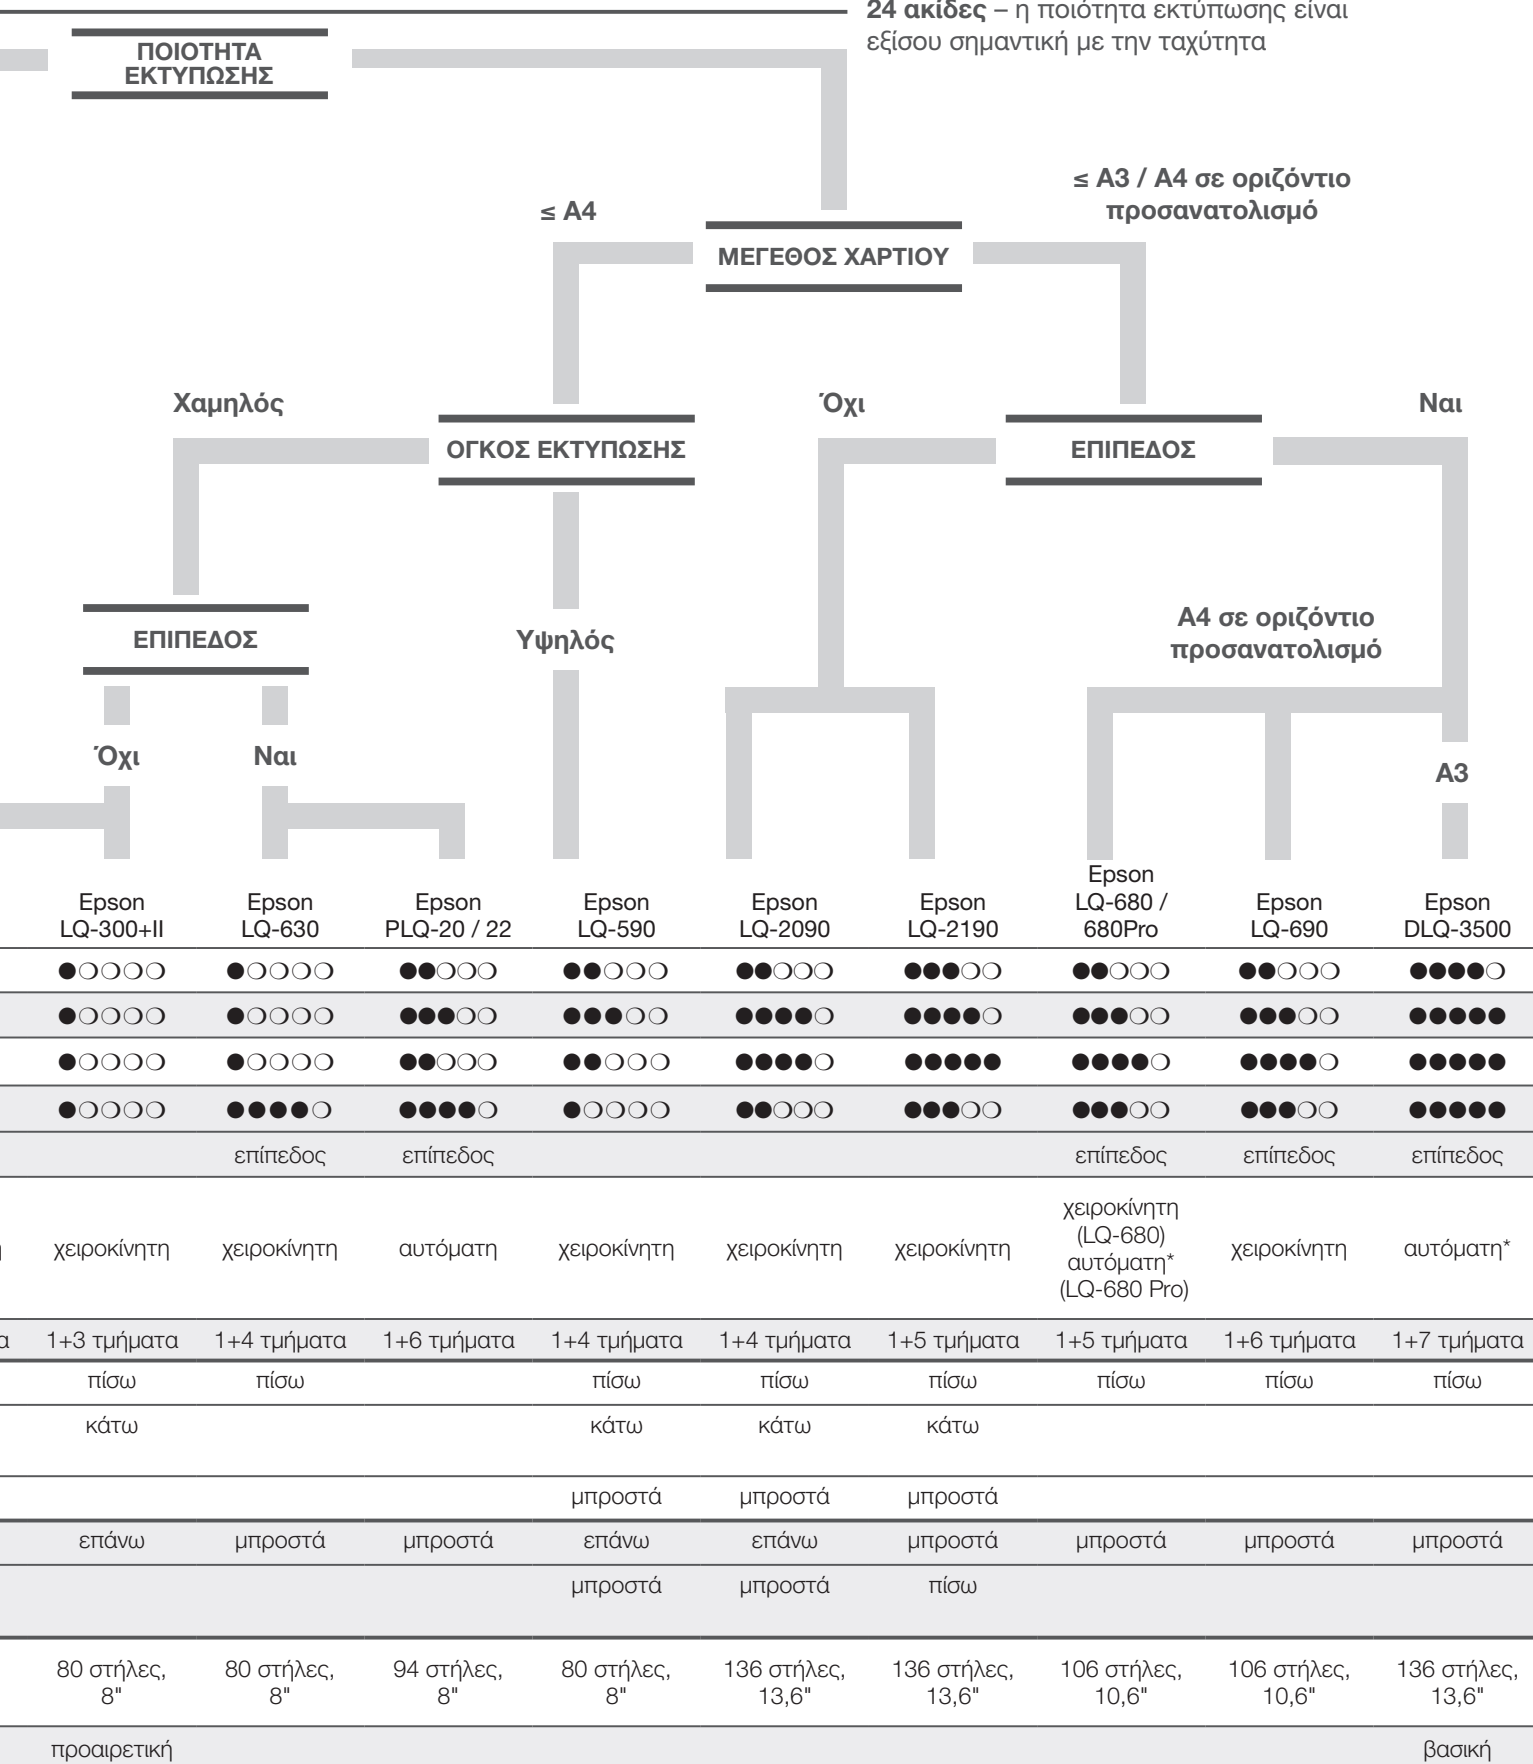 24 ακίδες – η ποιότητα εκτύπωσης είναι
εξίσου σημαντική με την ταχύτητα
ΠΟΙΟΤΗΤΑ
ΕΚΤΥΠΩΣΗΣ
≤ A3 / A4 σε οριζόντιο
προσανατολισμό
≤ A4
ΜΕΓΕΘΟΣ ΧΑΡΤΙΟΥ
Χαμηλός
Όχι
Ναι
ΟΓΚΟΣ ΕΚΤΥΠΩΣΗΣ
ΕΠΙΠΕΔΟΣ
A4 σε οριζόντιο
προσανατολισμό
ΕΠΙΠΕΔΟΣ
Υψηλός
Όχι
Ναι
A3
Epson LQ-300+II
Epson LQ-630
Epson PLQ-20 / 22
Epson LQ-590
Epson LQ-2090
Epson LQ-2190
Epson LQ-680 / 680Pro
Epson LQ-690
Epson DLQ-3500
●❍❍❍❍ ●❍❍❍❍ ●●❍❍❍ ●●❍❍❍ ●●❍❍❍ ●●●❍❍ ●●❍❍❍ ●●❍❍❍ ●●●●❍
●❍❍❍❍ ●❍❍❍❍ ●●●❍❍ ●●●❍❍ ●●●●❍ ●●●●❍ ●●●❍❍ ●●●❍❍ ●●●●●
●❍❍❍❍ ●❍❍❍❍ ●●❍❍❍ ●●❍❍❍ ●●●●❍ ●●●●● ●●●●❍ ●●●●❍ ●●●●●
●❍❍❍❍ ●●●●❍ ●●●●❍ ●❍❍❍❍ ●●❍❍❍ ●●●❍❍ ●●●❍❍ ●●●❍❍ ●●●●●
επίπεδος επίπεδος επίπεδος επίπεδος επίπεδος
η χειροκίνητη χειροκίνητη αυτόματη χειροκίνητη χειροκίνητη χειροκίνητη χειροκίνητη (LQ-680) αυτόματη* (LQ-680 Pro) χειροκίνητη αυτόματη*
α 1+3 τμήματα 1+4 τμήματα 1+6 τμήματα 1+4 τμήματα 1+4 τμήματα 1+5 τμήματα 1+5 τμήματα 1+6 τμήματα 1+7 τμήματα
πίσω πίσω πίσω πίσω πίσω πίσω πίσω πίσω
κάτω κάτω κάτω κάτω
μπροστά μπροστά μπροστά
επάνω μπροστά μπροστά επάνω επάνω μπροστά μπροστά μπροστά μπροστά
μπροστά μπροστά πίσω
80 στήλες, 80 στήλες, 94 στήλες, 80 στήλες, 136 στήλες, 136 στήλες, 106 στήλες, 106 στήλες, 136 στήλες,
8" 8" 8" 8" 13,6" 13,6" 10,6" 10,6" 13,6"
προαιρετική βασική